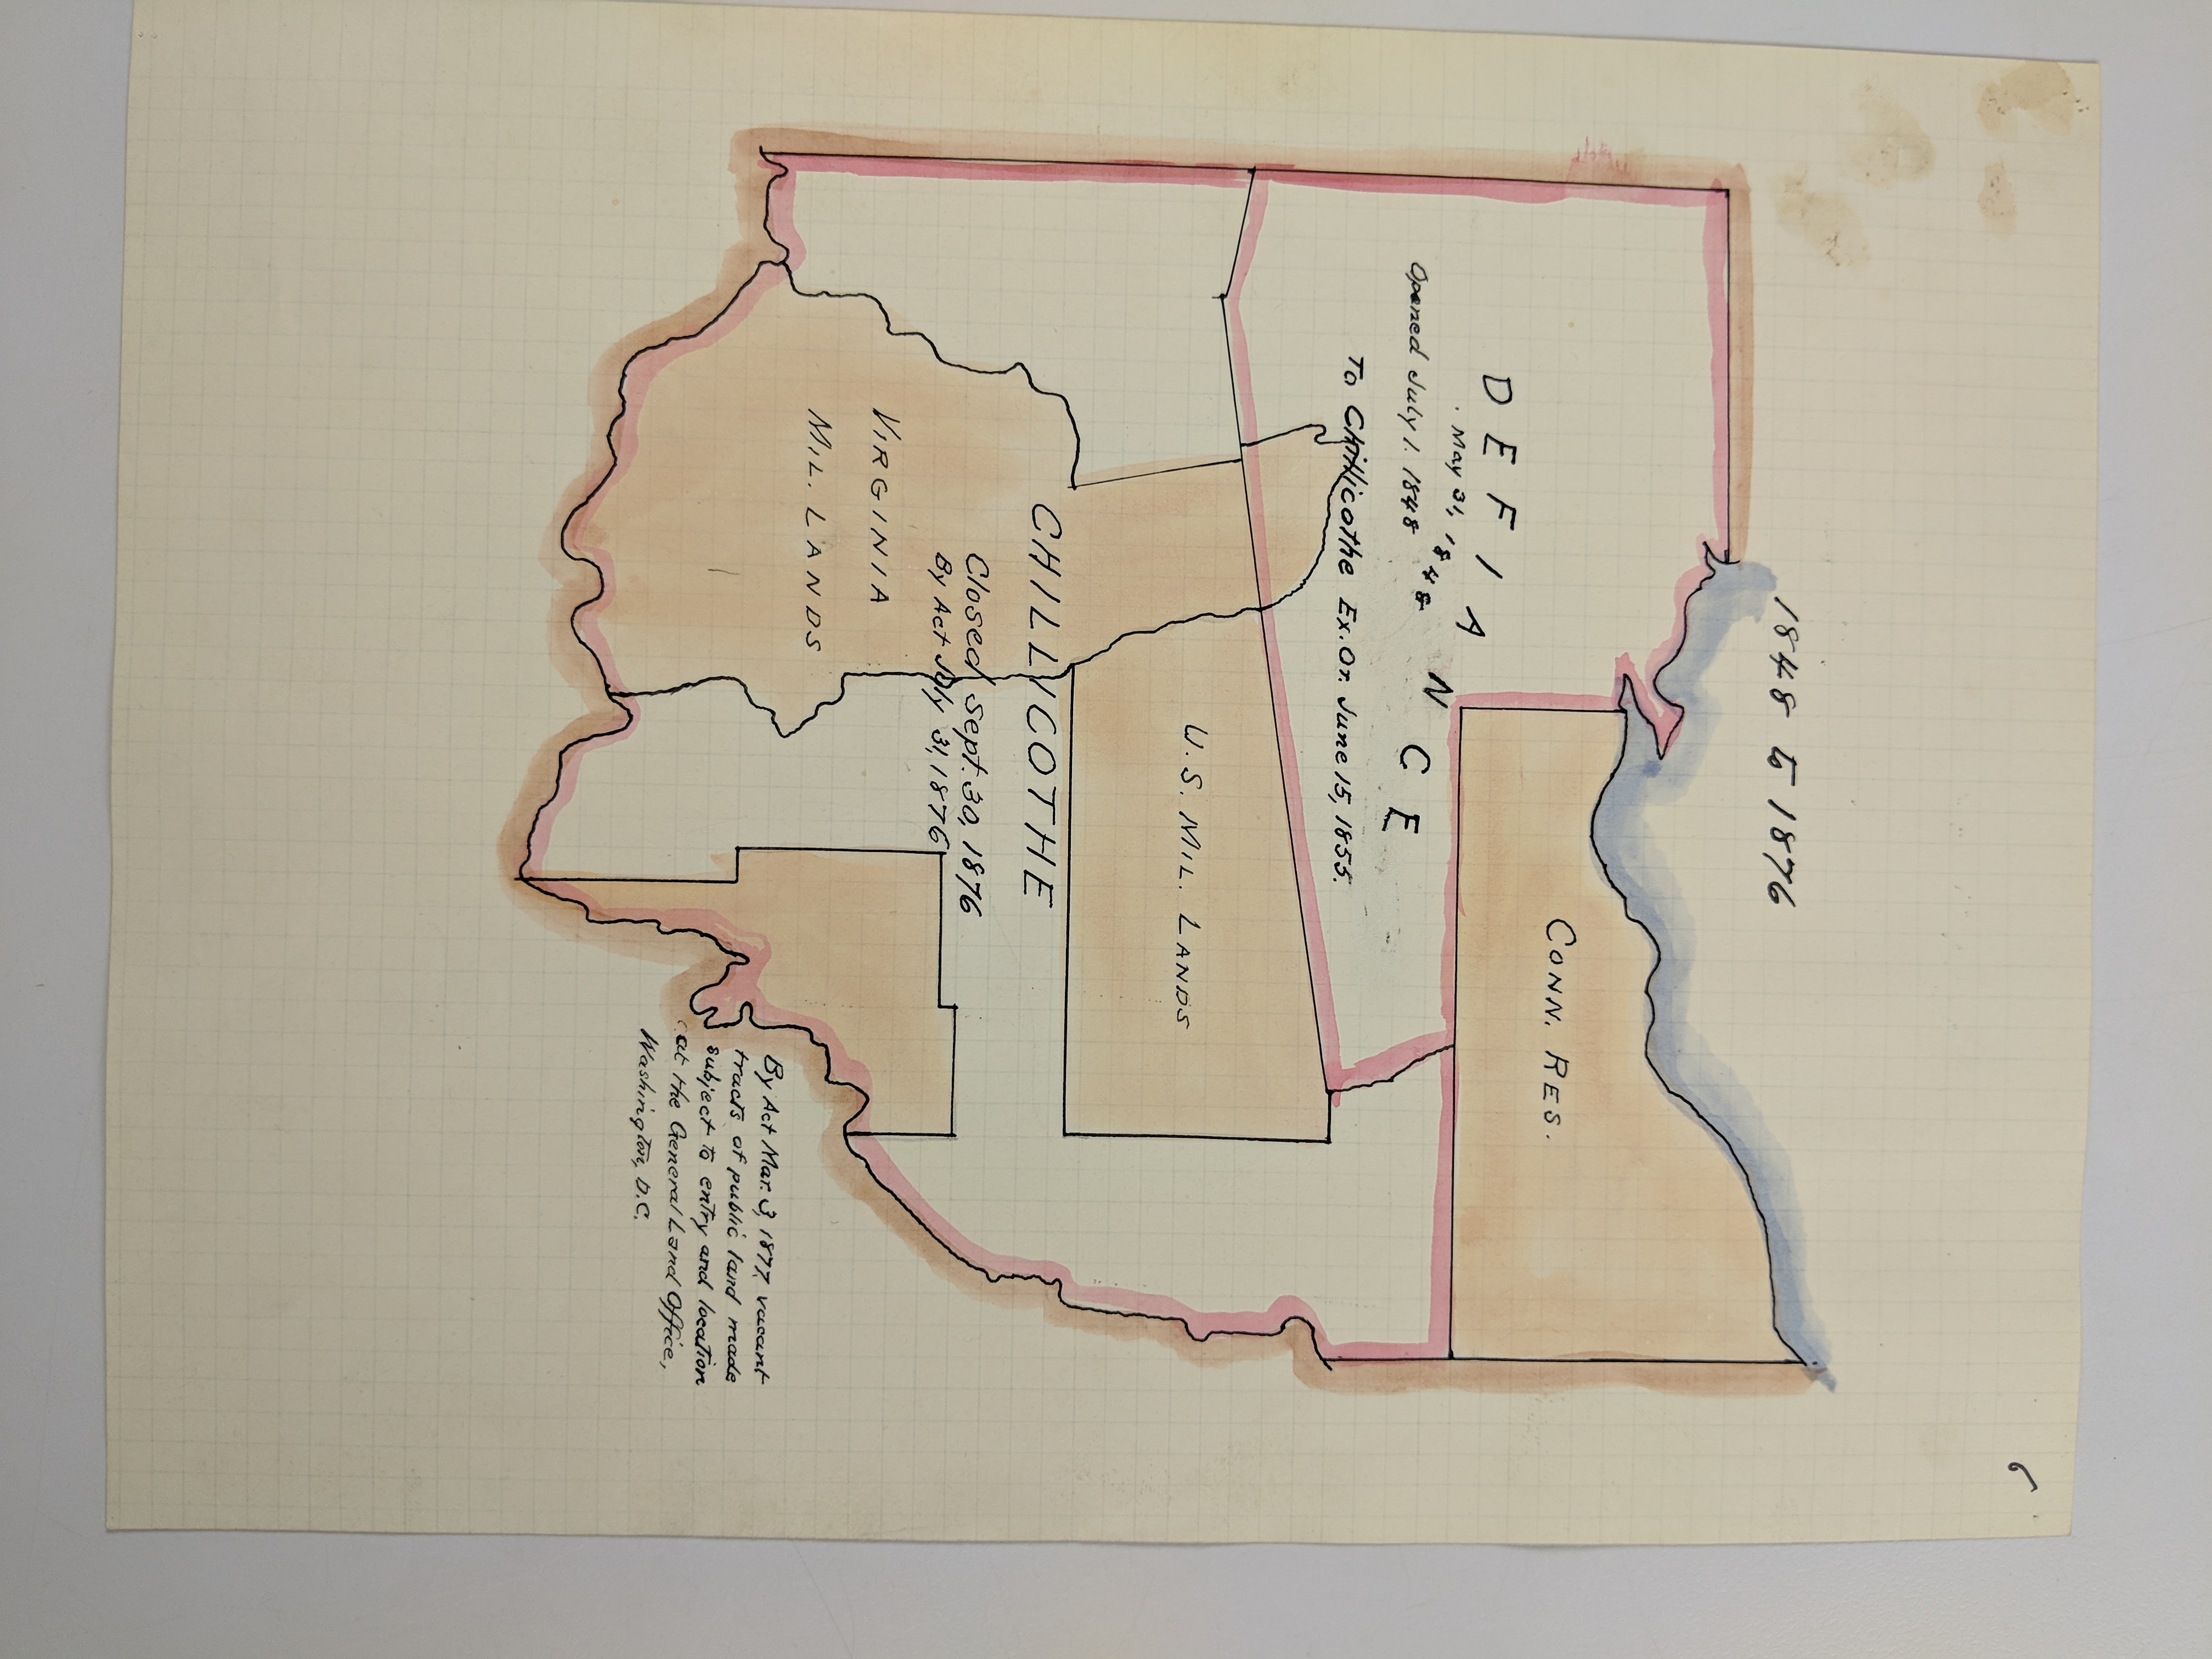 6
1848 to 1876
DEFIANCE
May 31, 1848
Opened July 1. 1848
To Chillicothe Ex. Or. June 15, 1855.
CONN. RES.
U.S. MIL. LANDS
CHILLICOTHE
Closed Sept. 30, 1876
By Act July 31, 1876
VIRGINIA
MIL. LANDS
By Act Mar. 3, 1877, vacant
tracts of public land made
subject to entry and location
at the General Land Office,
Washington, D.C.